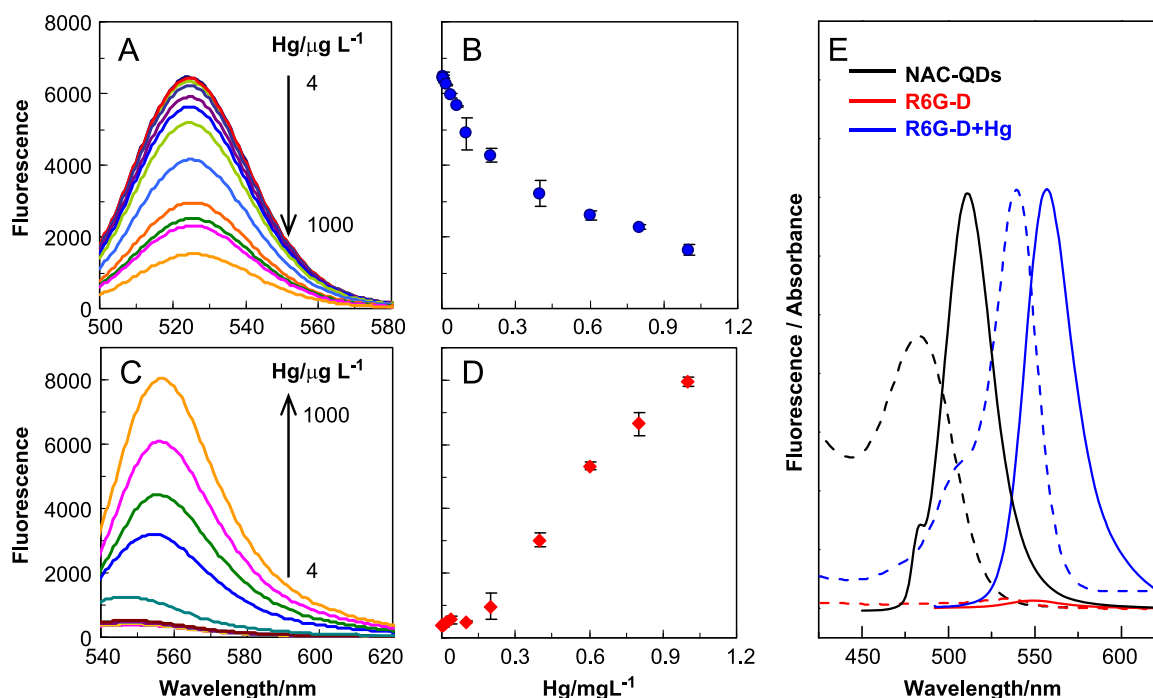 A
Hg/μg L-1
4
1000
Fluorescence
8000
6000
4000
2000
0
500 520 540 560 580
B
0 0.3 0.6 0.9 1.2
C
Hg/μg L-1
1000
4
Fluorescence
8000
6000
4000
2000
0
540 560 580 600 620
Wavelength/nm
D
0 0.3 0.6 0.9 1.2
Hg/mgL-1
E
NAC-QDs
R6G-D
R6G-D+Hg
Fluorescence / Absorbance
450 500 550 600
Wavelength/nm